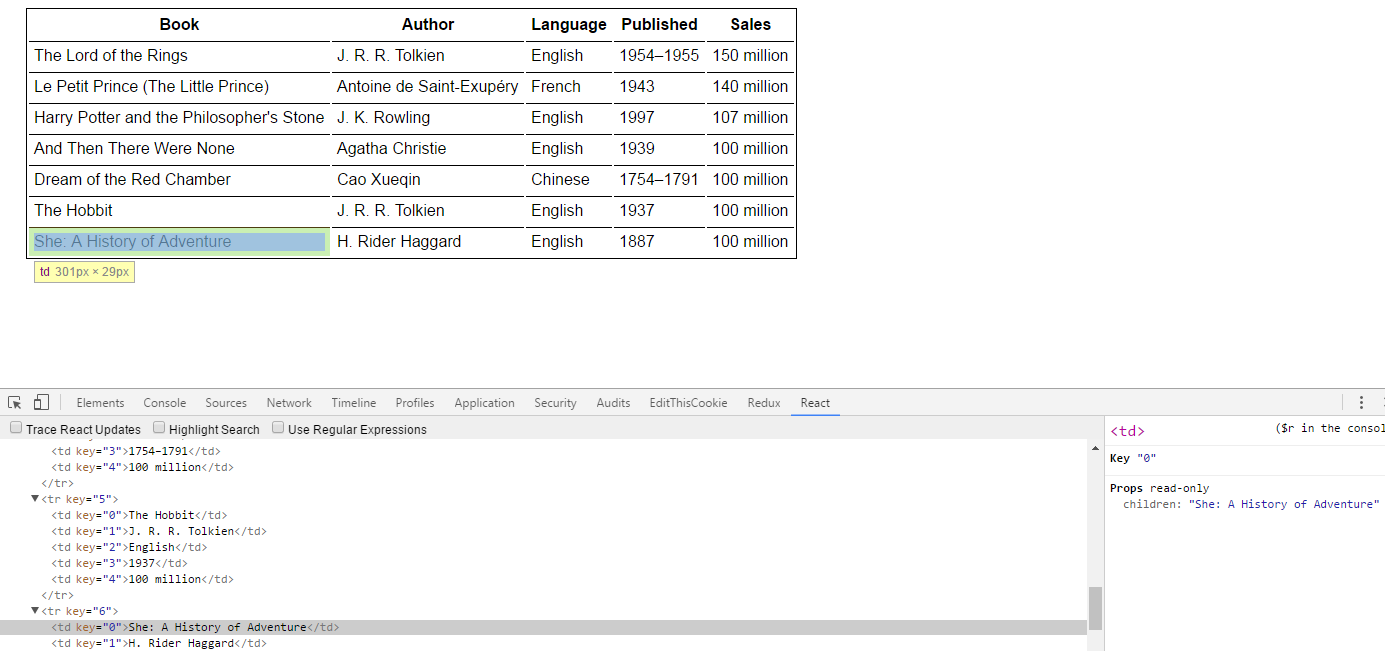 Book Author Language Published Sales
The Lord of the Rings J. R. R. Tolkien English 1954–1955 150 million
Le Petit Prince (The Little Prince) Antoine de Saint-Exupéry French 1943 140 million
Harry Potter and the Philosopher's Stone J. K. Rowling English 1997 107 million
And Then There Were None Agatha Christie English 1939 100 million
Dream of the Red Chamber Cao Xueqin Chinese 1754–1791 100 million
The Hobbit J. R. R. Tolkien English 1937 100 million
She: A History of Adventure H. Rider Haggard English 1887 100 million
td 301px × 29px
Elements Console Sources Network Timeline Profiles Application Security Audits EditThisCookie Redux React
Trace React Updates Highlight Search Use Regular Expressions
<td key="3">1754–1791</td>
<td key="4">100 million</td>
</tr>
<tr key="5">
<td key="0">The Hobbit</td>
<td key="1">J. R. R. Tolkien</td>
<td key="2">English</td>
<td key="3">1937</td>
<td key="4">100 million</td>
</tr>
<tr key="6">
<td key="0">She: A History of Adventure</td>
<td key="1">H. Rider Haggard</td>
<td> ($r in the consol
Key "0"
Props read-only
children: "She: A History of Adventure"